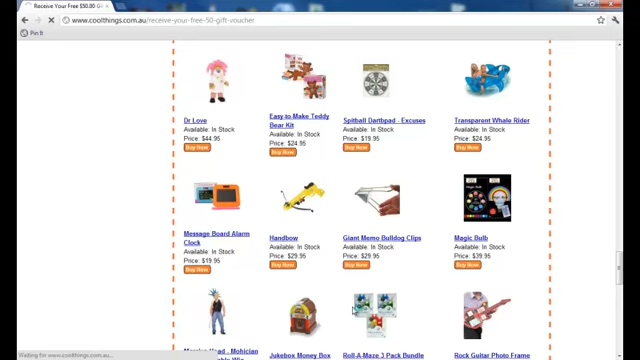 Receive Your Free $50.00 Gift
www.coolthings.com.au/receive-your-free-50-gift-voucher
Pin It
Dr Love
Available: In Stock
Price: $44.95
Buy Now
Easy-to-Make Teddy
Bear Kit
Available: In Stock
Price: $24.95
Buy Now
Spitball Dartpad - Excuses
Available: In Stock
Price: $19.95
Buy Now
Transparent Whale Rider
Available: In Stock
Price: $24.95
Buy Now
Message Board Alarm
Clock
Available: In Stock
Price: $19.95
Buy Now
Handbow
Available: In Stock
Price: $29.95
Buy Now
Giant Memo Bulldog Clips
Available: In Stock
Price: $29.95
Buy Now
Magic Bulb
Available: In Stock
Price: $39.95
Buy Now
Head - Mohician
Jukebox Money Box
Roll-A-Maze 3 Pack Bundle
Rock Guitar Photo Frame
Waiting for www.coolthings.com.au...